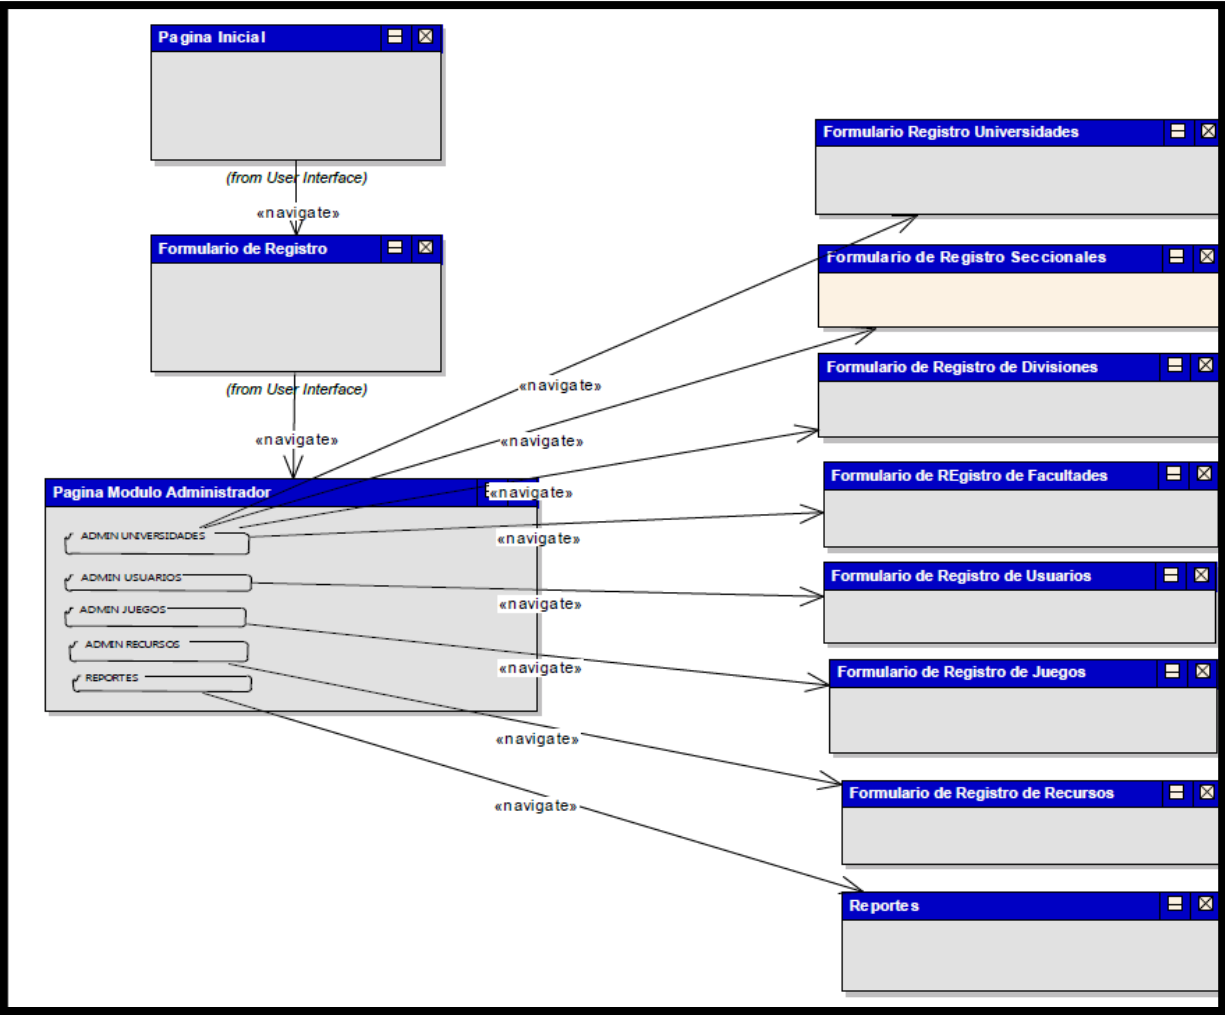 Pagina Inicial
(from User Interface)
«navigate»
Formulario de Registro
(from User Interface)
«navigate»
Pagina Modulo Administrador
ADMIN UNIVERSIDADES
ADMIN USUARIOS
ADMIN JUEGOS
ADMIN RECURSOS
REPORTES
«navigate»
«navigate»
«navigate»
«navigate»
«navigate»
«navigate»
«navigate»
«navigate»
Formulario Registro Universidades
Formulario de Registro Seccionales
Formulario de Registro de Divisiones
Formulario de REgistro de Facultades
Formulario de Registro de Usuarios
Formulario de Registro de Juegos
Formulario de Registro de Recursos
Reportes